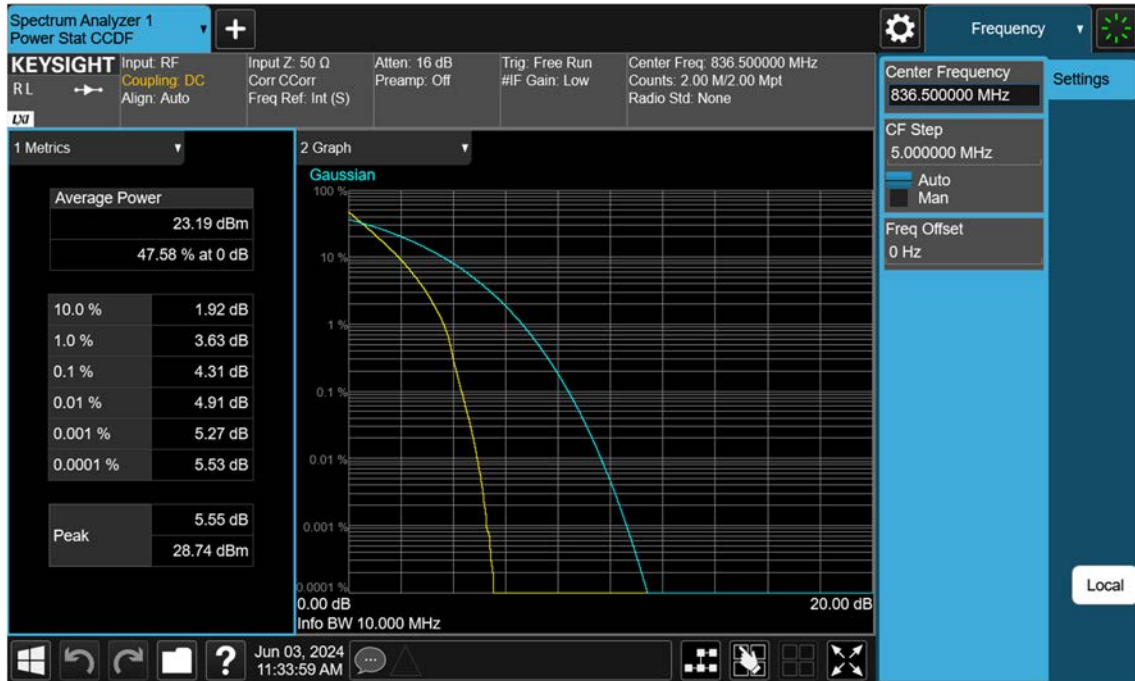 Spectrum Analyzer 1
Power Stat CCDF
+
Frequency
KEYSIGHT
R L
LXI
Input: RF
Coupling: DC
Align: Auto
Input Z: 50 Ω
Corr CCorr
Freq Ref: Int (S)
Atten: 16 dB
Preamp: Off
Trig: Free Run
#IF Gain: Low
Center Freq: 836.500000 MHz
Counts: 2.00 M/2.00 Mpt
Radio Std: None
Center Frequency
836.500000 MHz
Settings
CF Step
5.000000 MHz
Auto
Man
Freq Offset
0 Hz
1 Metrics
Average Power
23.19 dBm
47.58 % at 0 dB
10.0 % 1.92 dB
1.0 % 3.63 dB
0.1 % 4.31 dB
0.01 % 4.91 dB
0.001 % 5.27 dB
0.0001 % 5.53 dB
Peak
5.55 dB
28.74 dBm
2 Graph
Gaussian
100 %
10 %
1 %
0.1 %
0.01 %
0.001 %
0.0001 %
0.00 dB 20.00 dB
Info BW 10.000 MHz
Local
?
Jun 03, 2024
11:33:59 AM